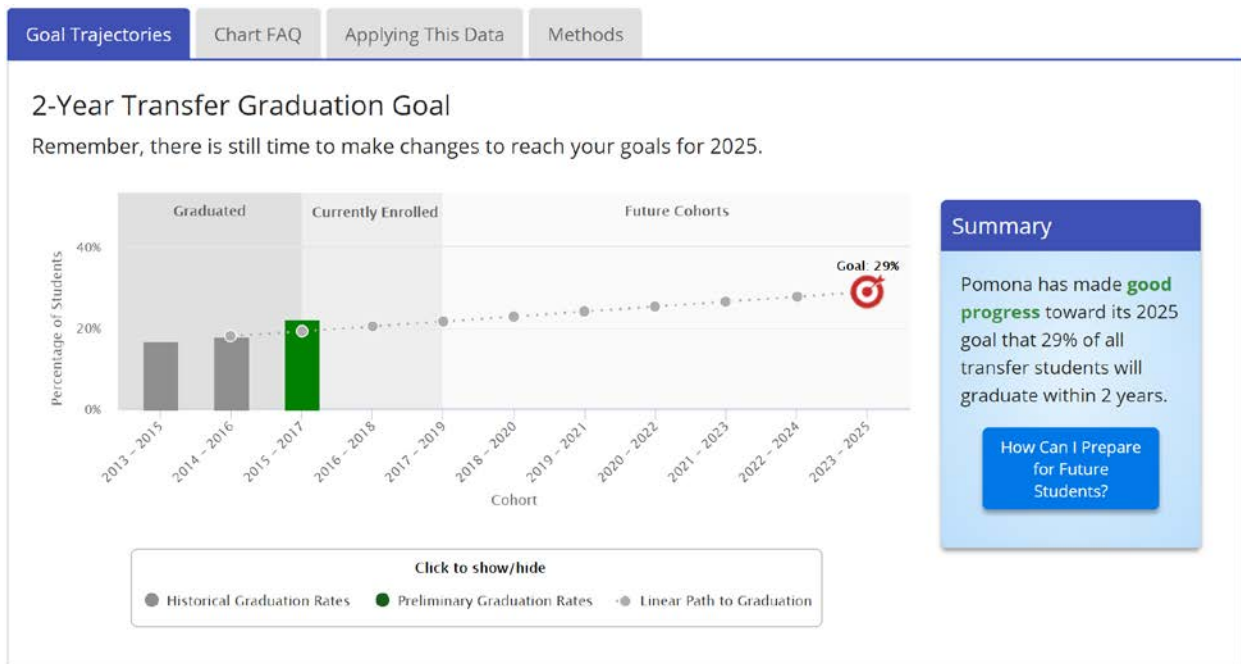 Goal Trajectories
Chart FAQ
Applying This Data
Methods
2-Year Transfer Graduation Goal
Remember, there is still time to make changes to reach your goals for 2025.
Graduated
Currently Enrolled
Future Cohorts
Percentage of Students
40%
20%
0%
Goal: 29%
2013 - 2015
2014 - 2016
2015 - 2017
2016 - 2018
2017 - 2019
2018 - 2020
2019 - 2021
2020 - 2022
2021 - 2023
2022 - 2024
2023 - 2025
Cohort
Click to show/hide
Historical Graduation Rates
Preliminary Graduation Rates
Linear Path to Graduation
Summary
Pomona has made good
progress toward its 2025
goal that 29% of all
transfer students will
graduate within 2 years.
How Can I Prepare
for Future
Students?